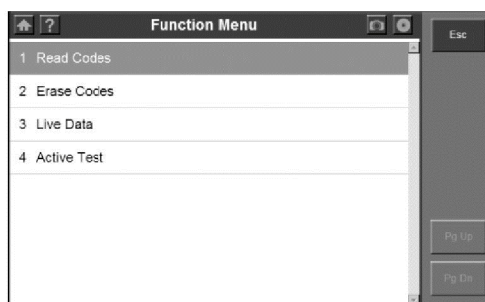 ? Function Menu
Esc
1 Read Codes
2 Erase Codes
3 Live Data
4 Active Test
Pg Up
Pg Dn